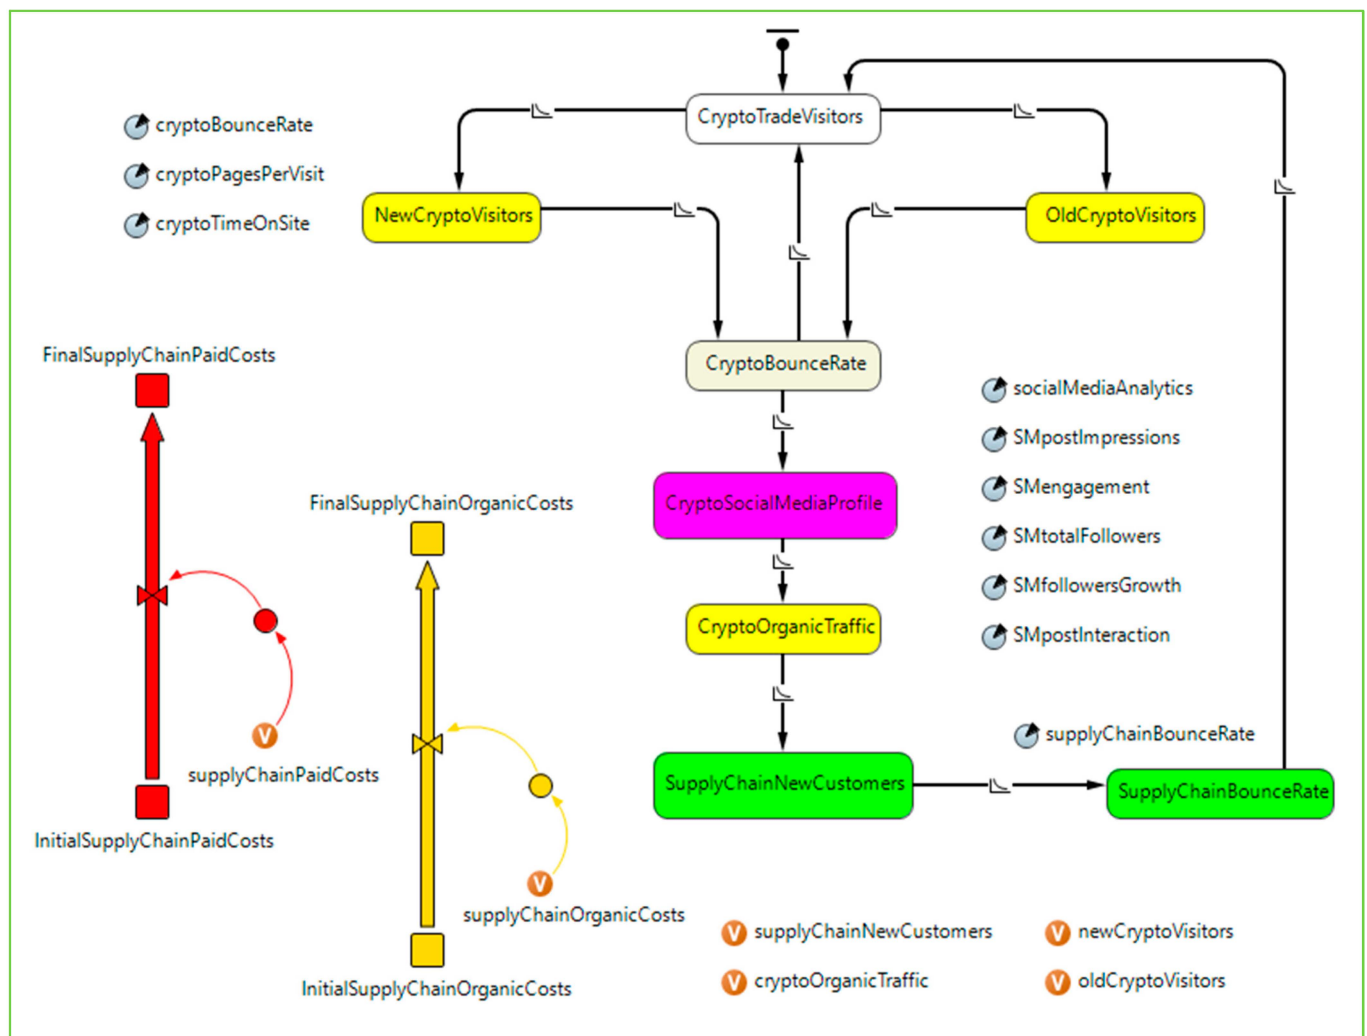 CryptoTradeVisitors
cryptoBounceRate
cryptoPagesPerVisit
cryptoTimeOnSite
NewCryptoVisitors
OldCryptoVisitors
CryptoBounceRate
FinalSupplyChainPaidCosts
socialMediaAnalytics
SMpostImpressions
SMengagement
SMtotalFollowers
SMfollowersGrowth
SMpostInteraction
CryptoSocialMediaProfile
FinalSupplyChainOrganicCosts
CryptoOrganicTraffic
V
supplyChainPaidCosts
supplyChainBounceRate
SupplyChainNewCustomers
SupplyChainBounceRate
InitialSupplyChainPaidCosts
V
supplyChainOrganicCosts
V supplyChainNewCustomers
V newCryptoVisitors
V cryptoOrganicTraffic
V oldCryptoVisitors
InitialSupplyChainOrganicCosts